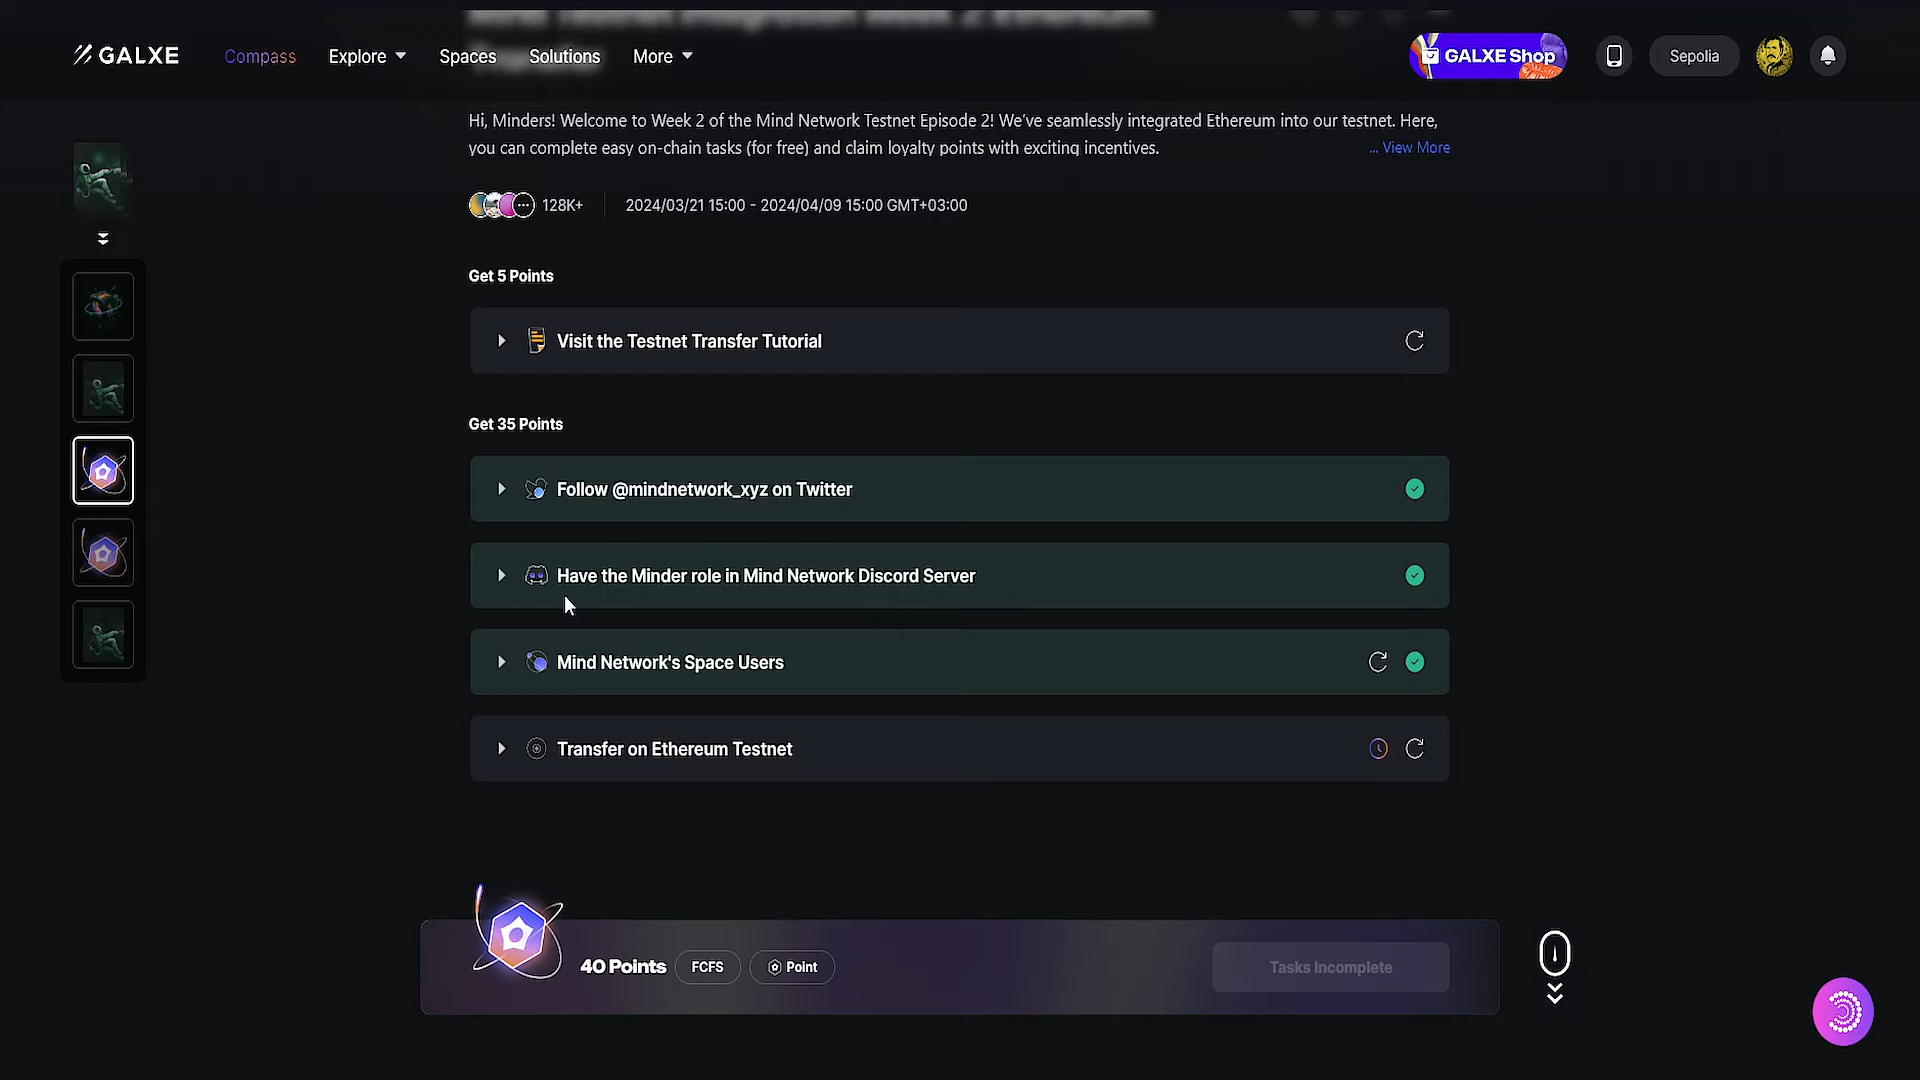 GALXE
Compass
Explore
Spaces
Solutions
More
GALXE Shop
Sepolia
Hi, Minders! Welcome to Week 2 of the Mind Network Testnet Episode 2! We've seamlessly integrated Ethereum into our testnet. Here,
you can complete easy on-chain tasks (for free) and claim loyalty points with exciting incentives.
... View More
128K+
2024/03/21 15:00 - 2024/04/09 15:00 GMT+03:00
Get 5 Points
Visit the Testnet Transfer Tutorial
Get 35 Points
Follow @mindnetwork_xyz on Twitter
Have the Minder role in Mind Network Discord Server
Mind Network's Space Users
Transfer on Ethereum Testnet
40 Points
FCFS
Point
Tasks Incomplete